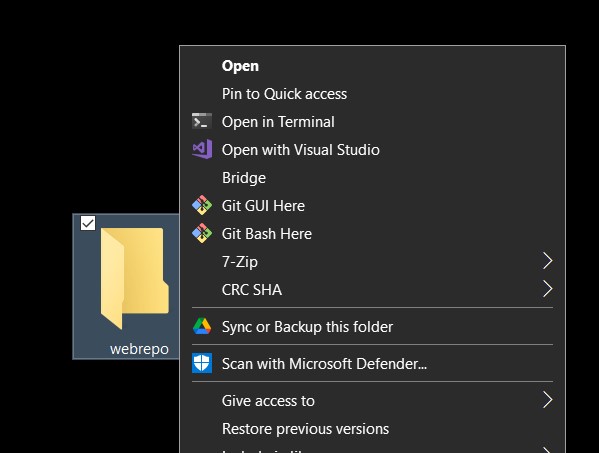 Open
Pin to Quick access
Open in Terminal
Open with Visual Studio
Bridge
Git GUI Here
Git Bash Here
7-Zip
CRC SHA
Sync or Backup this folder
Scan with Microsoft Defender...
Give access to
Restore previous versions
webrepo